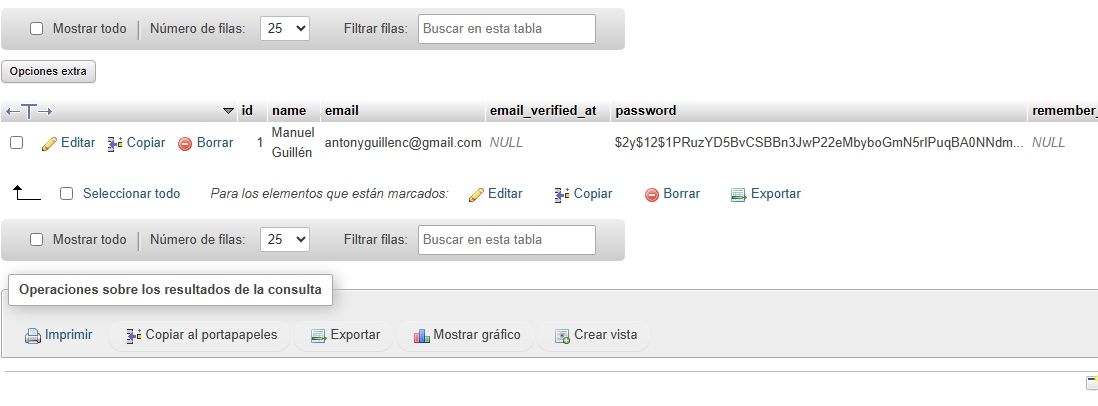 Mostrar todo Número de filas: 25 Filtrar filas: Buscar en esta tabla
Opciones extra
id name email email_verified_at password remember_
Editar Copiar Borrar 1 Manuel Guillén antonyguillenc@gmail.com NULL $2y$12$1PRuzYD5BvCSBBn3JwP22eMbyboGmN5rIPuqBA0NNdm... NULL
Seleccionar todo Para los elementos que están marcados: Editar Copiar Borrar Exportar
Mostrar todo Número de filas: 25 Filtrar filas: Buscar en esta tabla
Operaciones sobre los resultados de la consulta
Imprimir Copiar al portapapeles Exportar Mostrar gráfico Crear vista